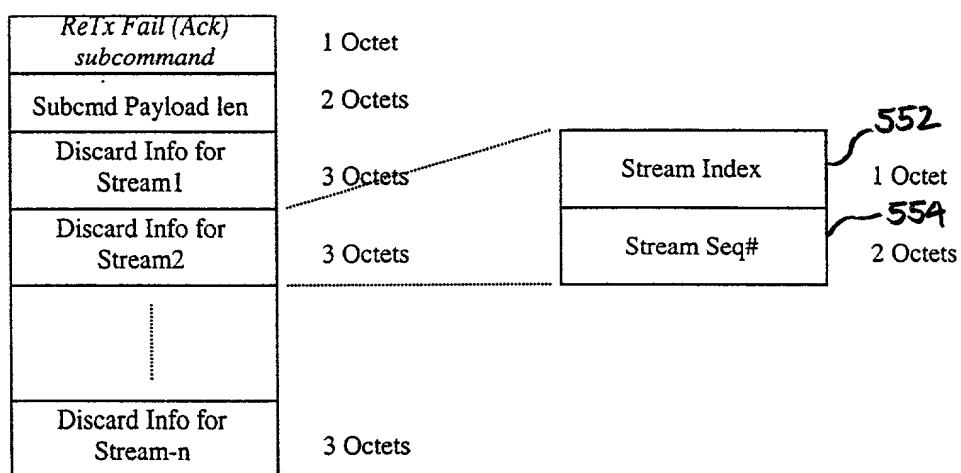 ReTx Fail (Ack)
subcommand
1 Octet
Subcmd Payload len
2 Octets
Discard Info for
Stream1
3 Octets
Discard Info for
Stream2
3 Octets
Discard Info for
Stream-n
3 Octets
552
Stream Index
1 Octet
554
Stream Seq#
2 Octets